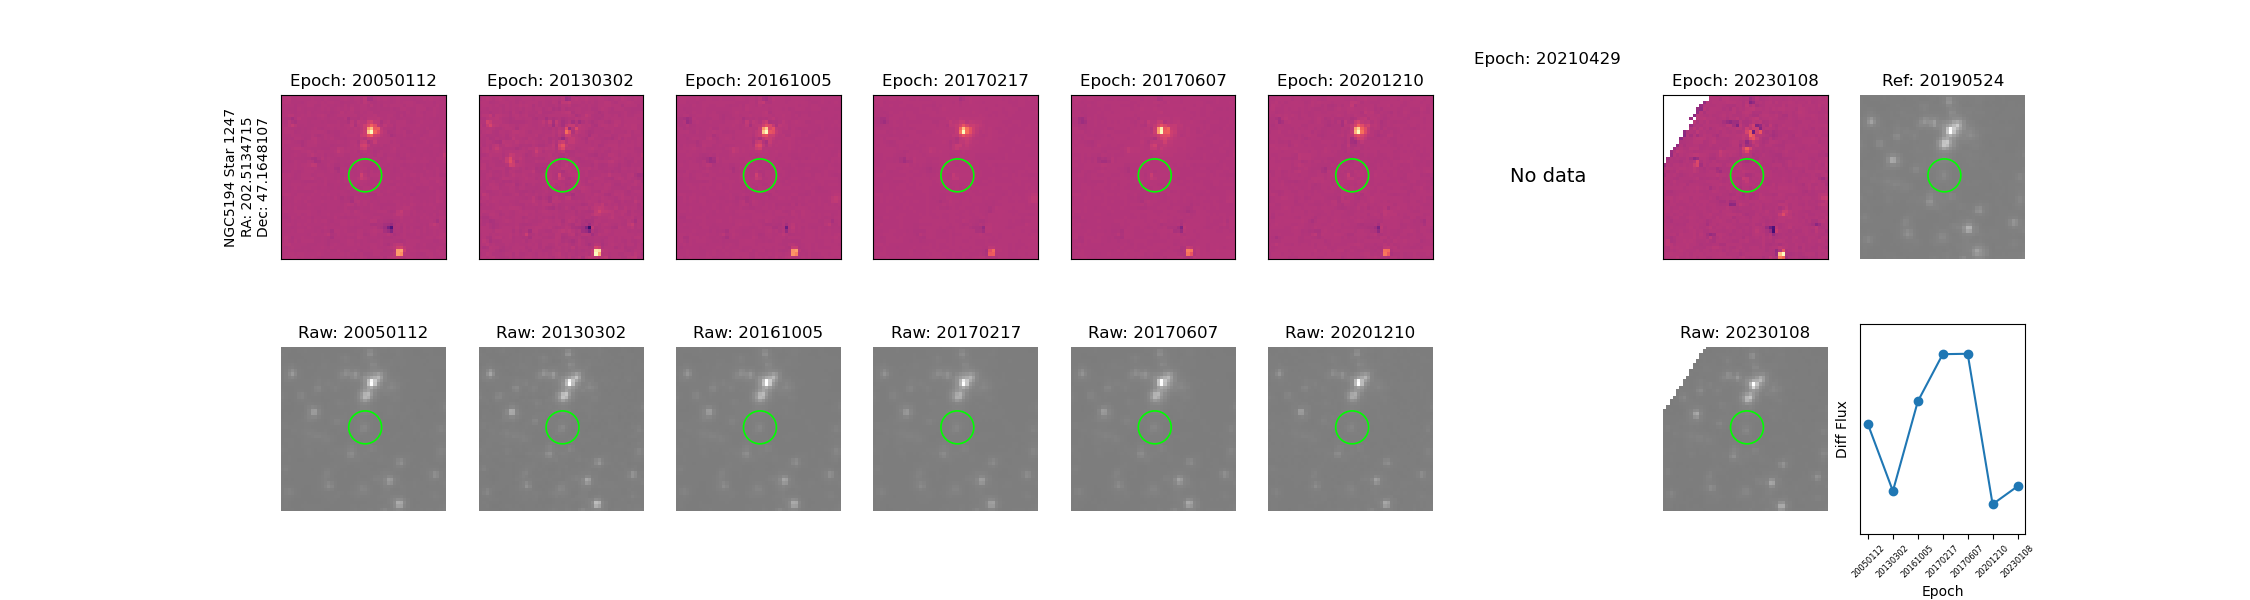 Epoch: 20210429
Epoch: 20050112
Epoch: 20130302
Epoch: 20161005
Epoch: 20170217
Epoch: 20170607
Epoch: 20201210
Epoch: 20230108
Ref: 20190524
NGC5194 Star 1247
RA: 202.5134715
Dec: 47.1648107
No data
Raw: 20050112
Raw: 20130302
Raw: 20161005
Raw: 20170217
Raw: 20170607
Raw: 20201210
Raw: 20230108
Diff Flux
20050112
20130302
20161005
20170217
20170607
20201210
20230108
Epoch